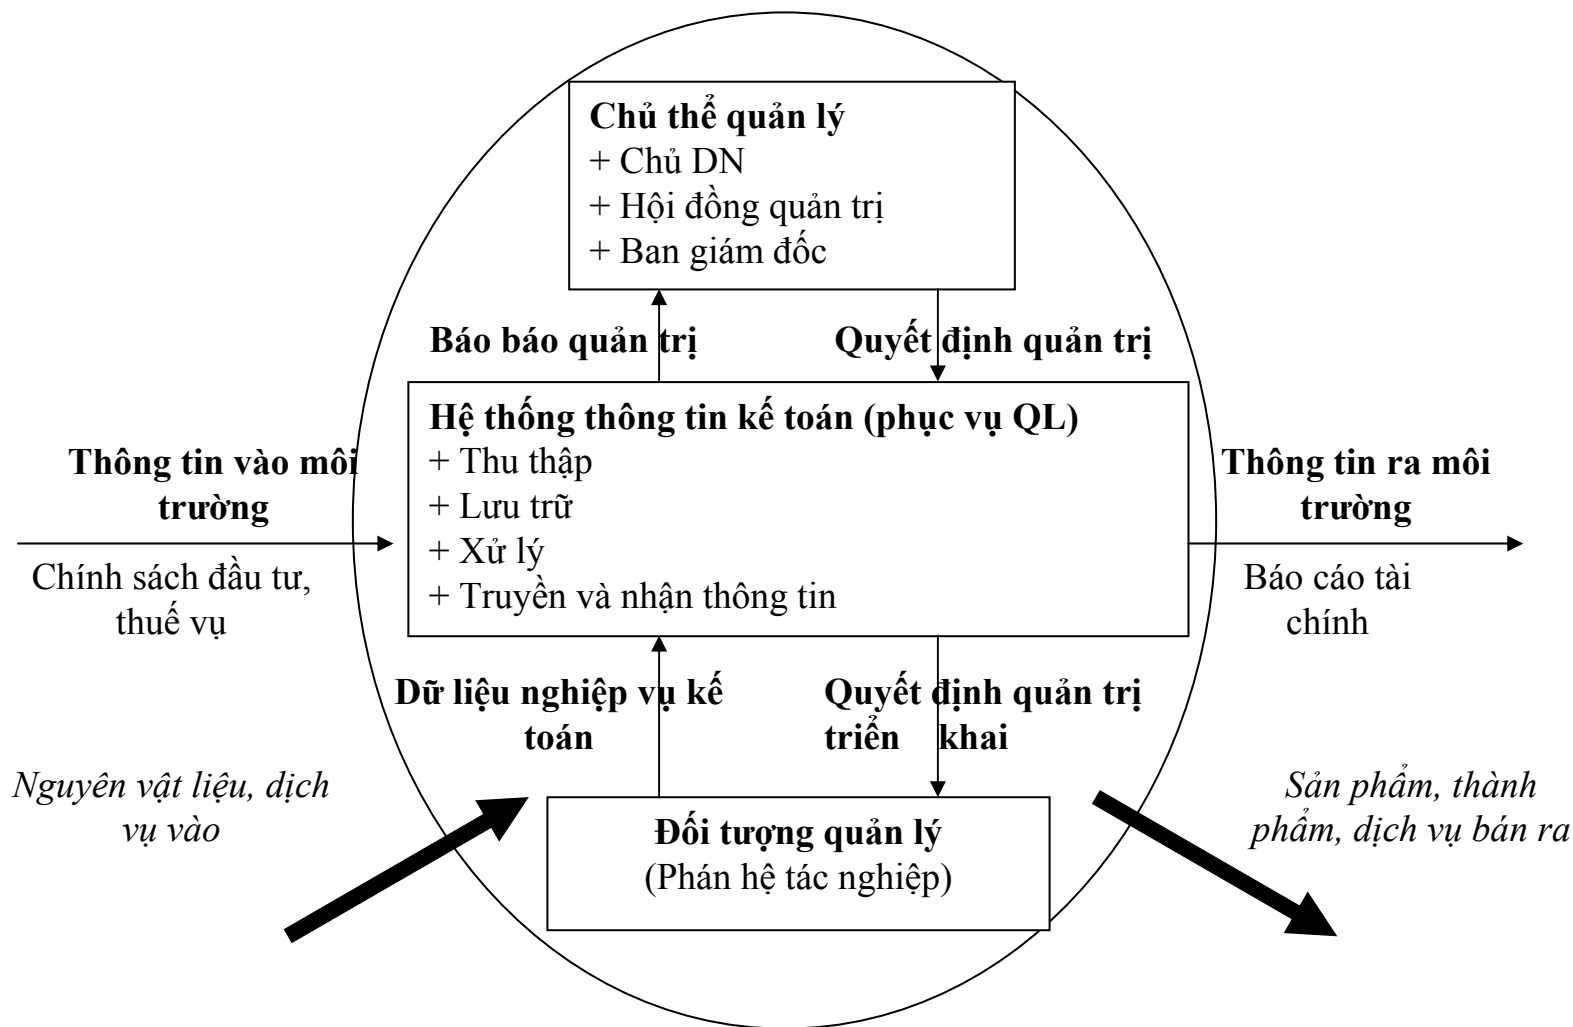 Chủ thể quản lý
+ Chủ DN
+ Hội đồng quản trị
+ Ban giám đốc
Báo báo quản trị
Quyết định quản trị
Hệ thống thông tin kế toán (phục vụ QL)
+ Thu thập
+ Lưu trữ
+ Xử lý
+ Truyền và nhận thông tin
Thông tin vào môi
trường
Chính sách đầu tư,
thuế vụ
Thông tin ra môi
trường
Báo cáo tài
chính
Dữ liệu nghiệp vụ kế
toán
Quyết định quản trị
triển khai
Nguyên vật liệu, dịch
vụ vào
Đối tượng quản lý
(Phán hệ tác nghiệp)
Sản phẩm, thành
phẩm, dịch vụ bán ra